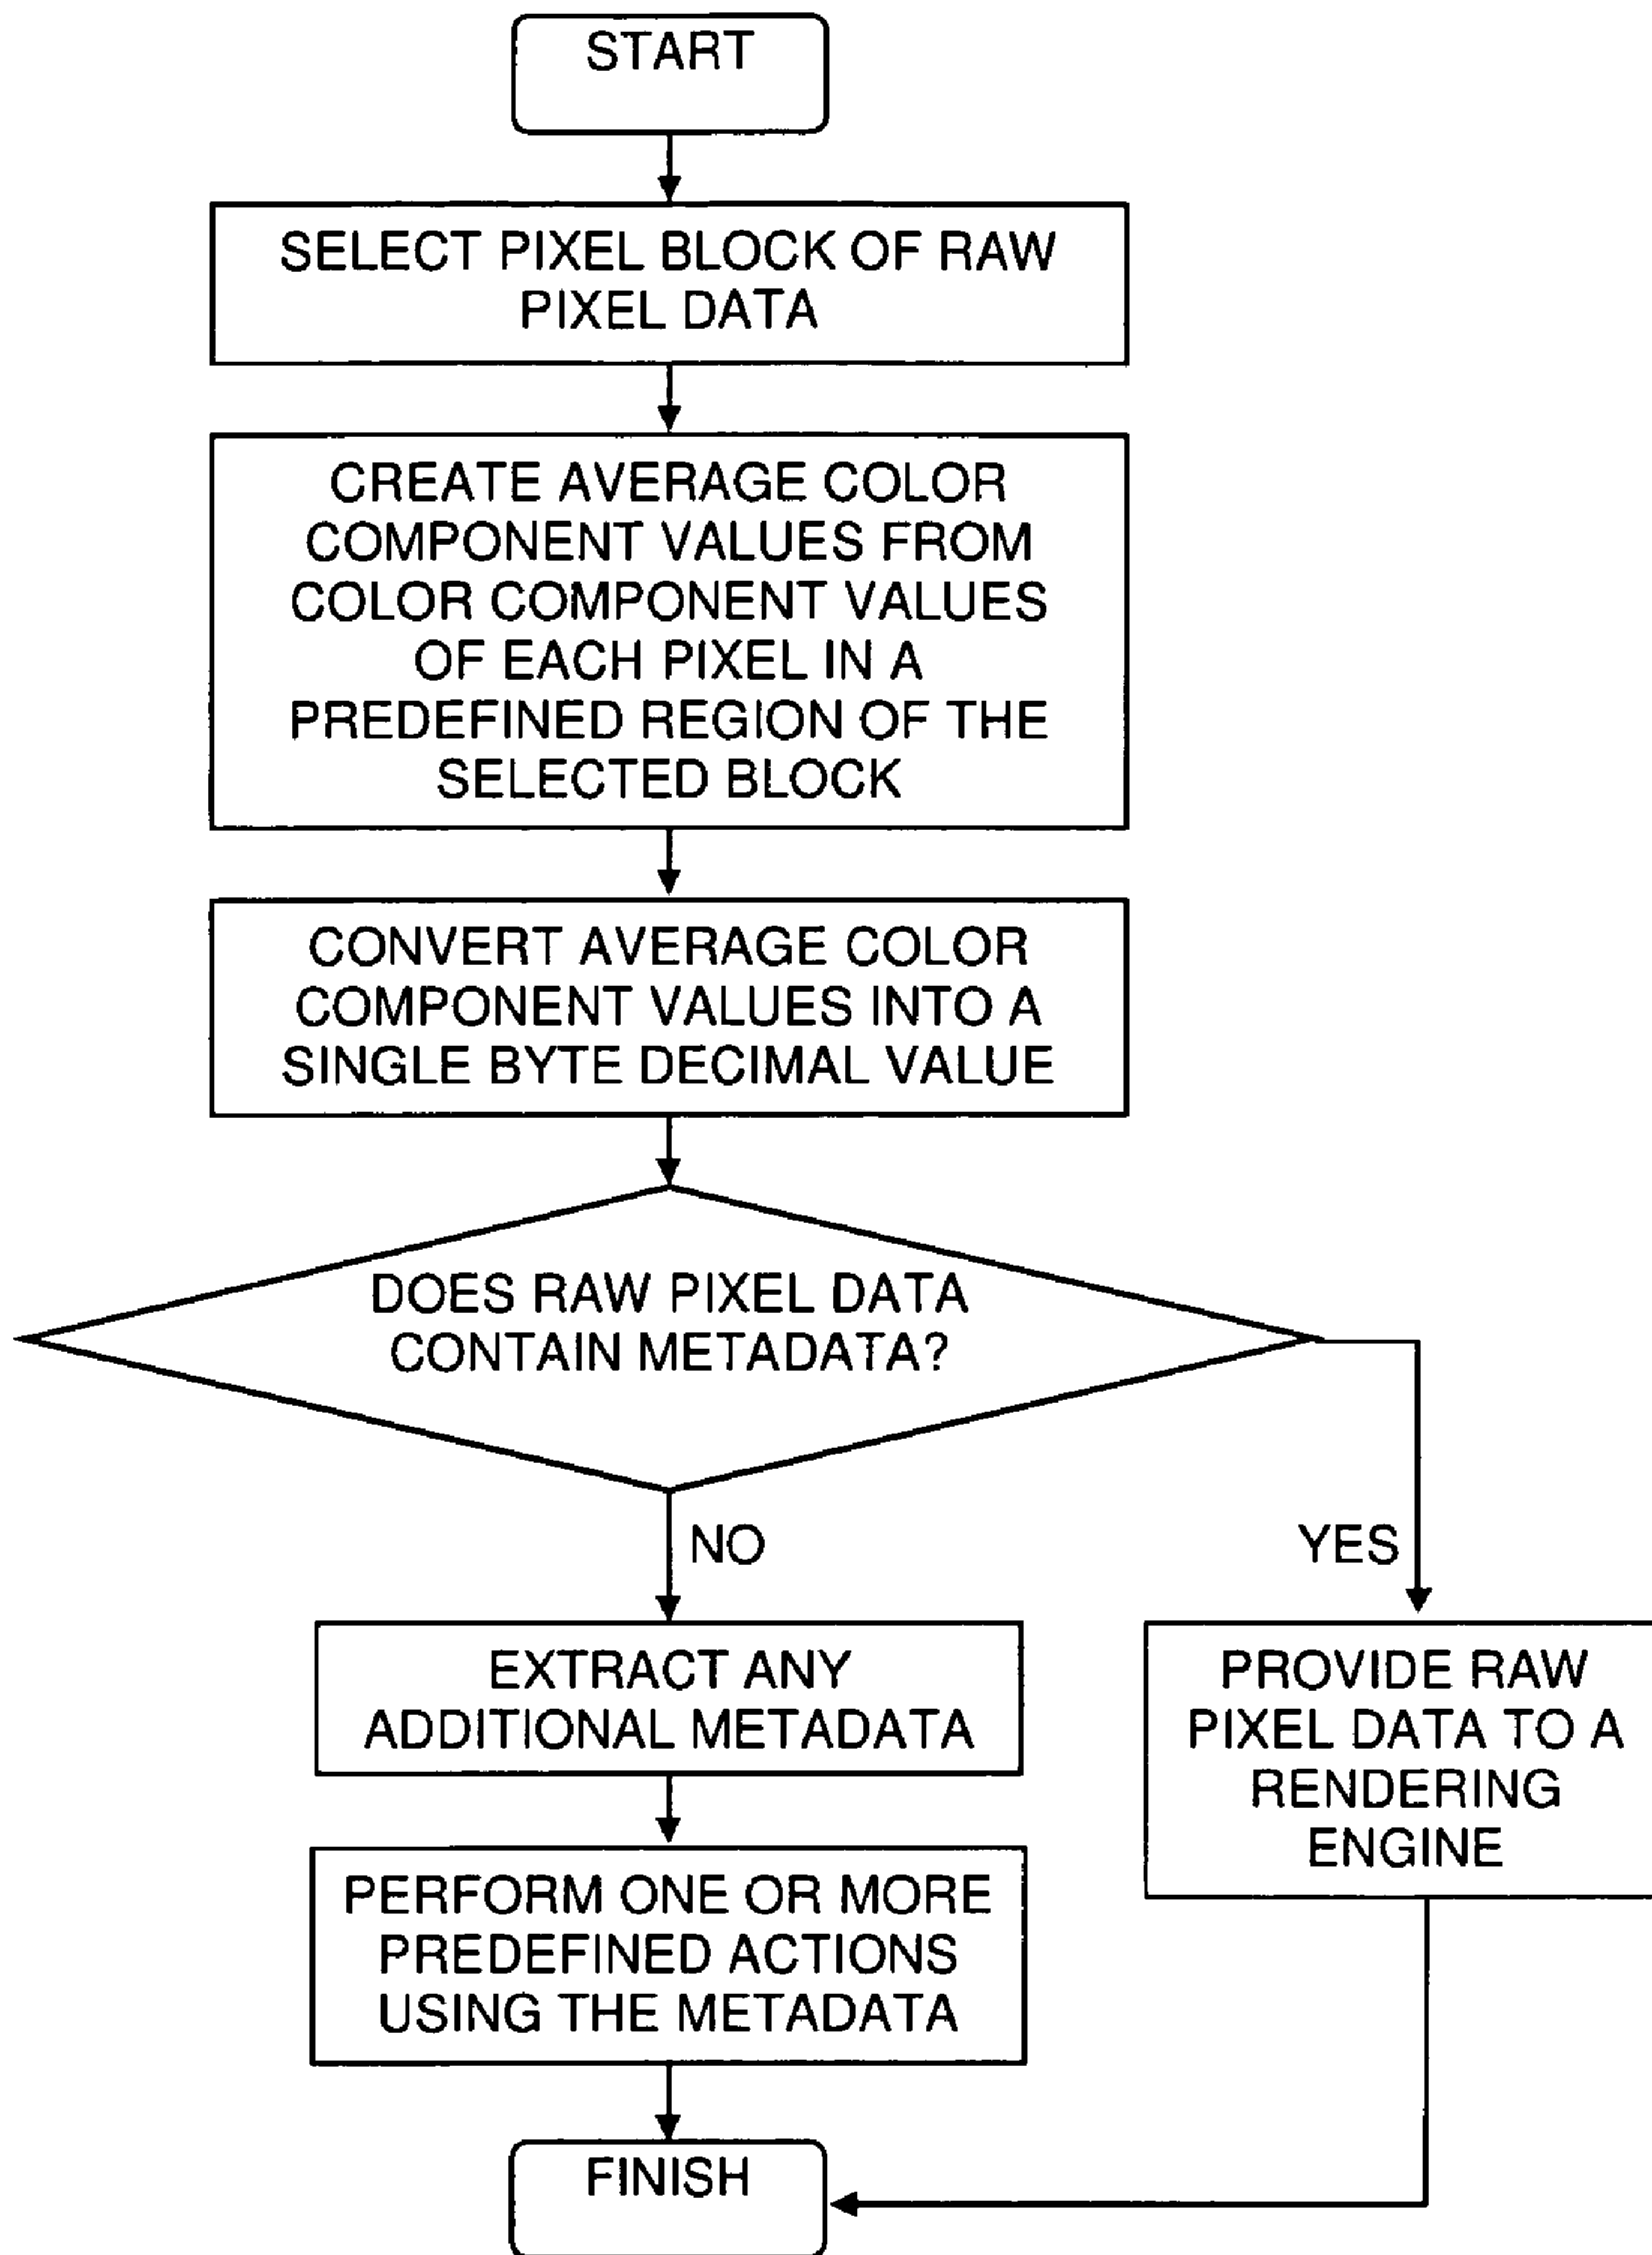 START
SELECT PIXEL BLOCK OF RAW
PIXEL DATA
CREATE AVERAGE COLOR
COMPONENT VALUES FROM
COLOR COMPONENT VALUES
OF EACH PIXEL IN A
PREDEFINED REGION OF THE
SELECTED BLOCK
CONVERT AVERAGE COLOR
COMPONENT VALUES INTO A
SINGLE BYTE DECIMAL VALUE
DOES RAW PIXEL DATA
CONTAIN METADATA?
NO
YES
EXTRACT ANY
ADDITIONAL METADATA
PROVIDE RAW
PIXEL DATA TO A
RENDERING
ENGINE
PERFORM ONE OR MORE
PREDEFINED ACTIONS
USING THE METADATA
FINISH